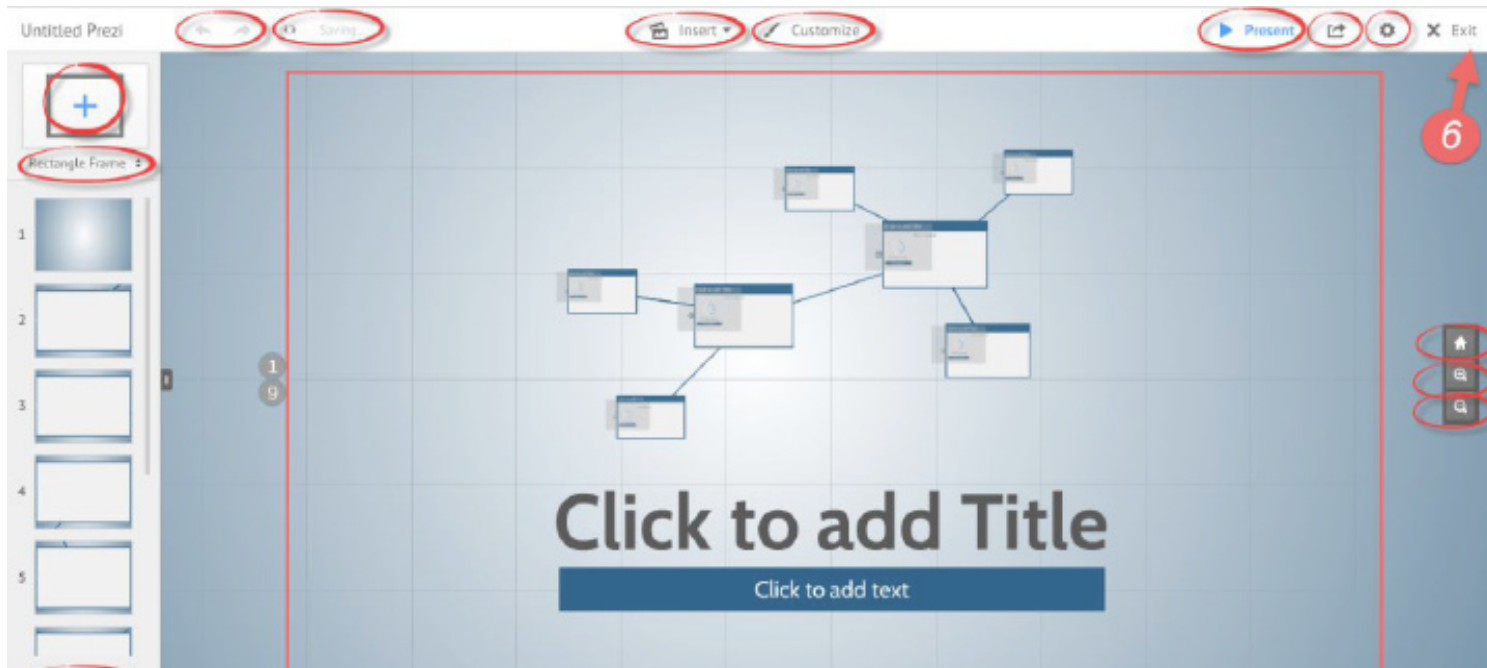 Untitled Prezi
Saving
Insert
Customize
Present
Exit
6
Rectangle Frame
1
2
3
4
5
1
9
Click to add Title
Click to add text